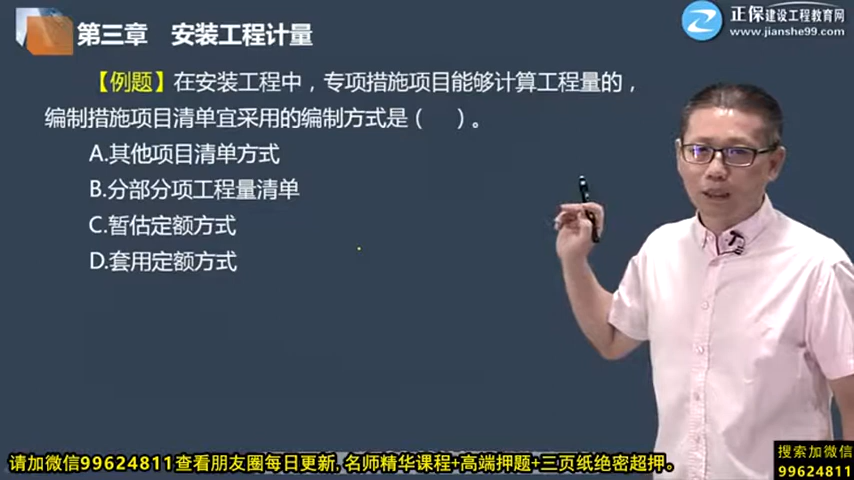 第三章 安装工程计量
正保建设工程教育网
www.jianshe99.com
【例题】在安装工程中，专项措施项目能够计算工程量的，
编制措施项目清单宜采用的编制方式是（ ）。
A.其他项目清单方式
B.分部分项工程量清单
C.暂估定额方式
D.套用定额方式
请加微信99624811查看朋友圈每日更新,名师精华课程+高端押题+三页纸绝密超押。
搜索加微信
99624811